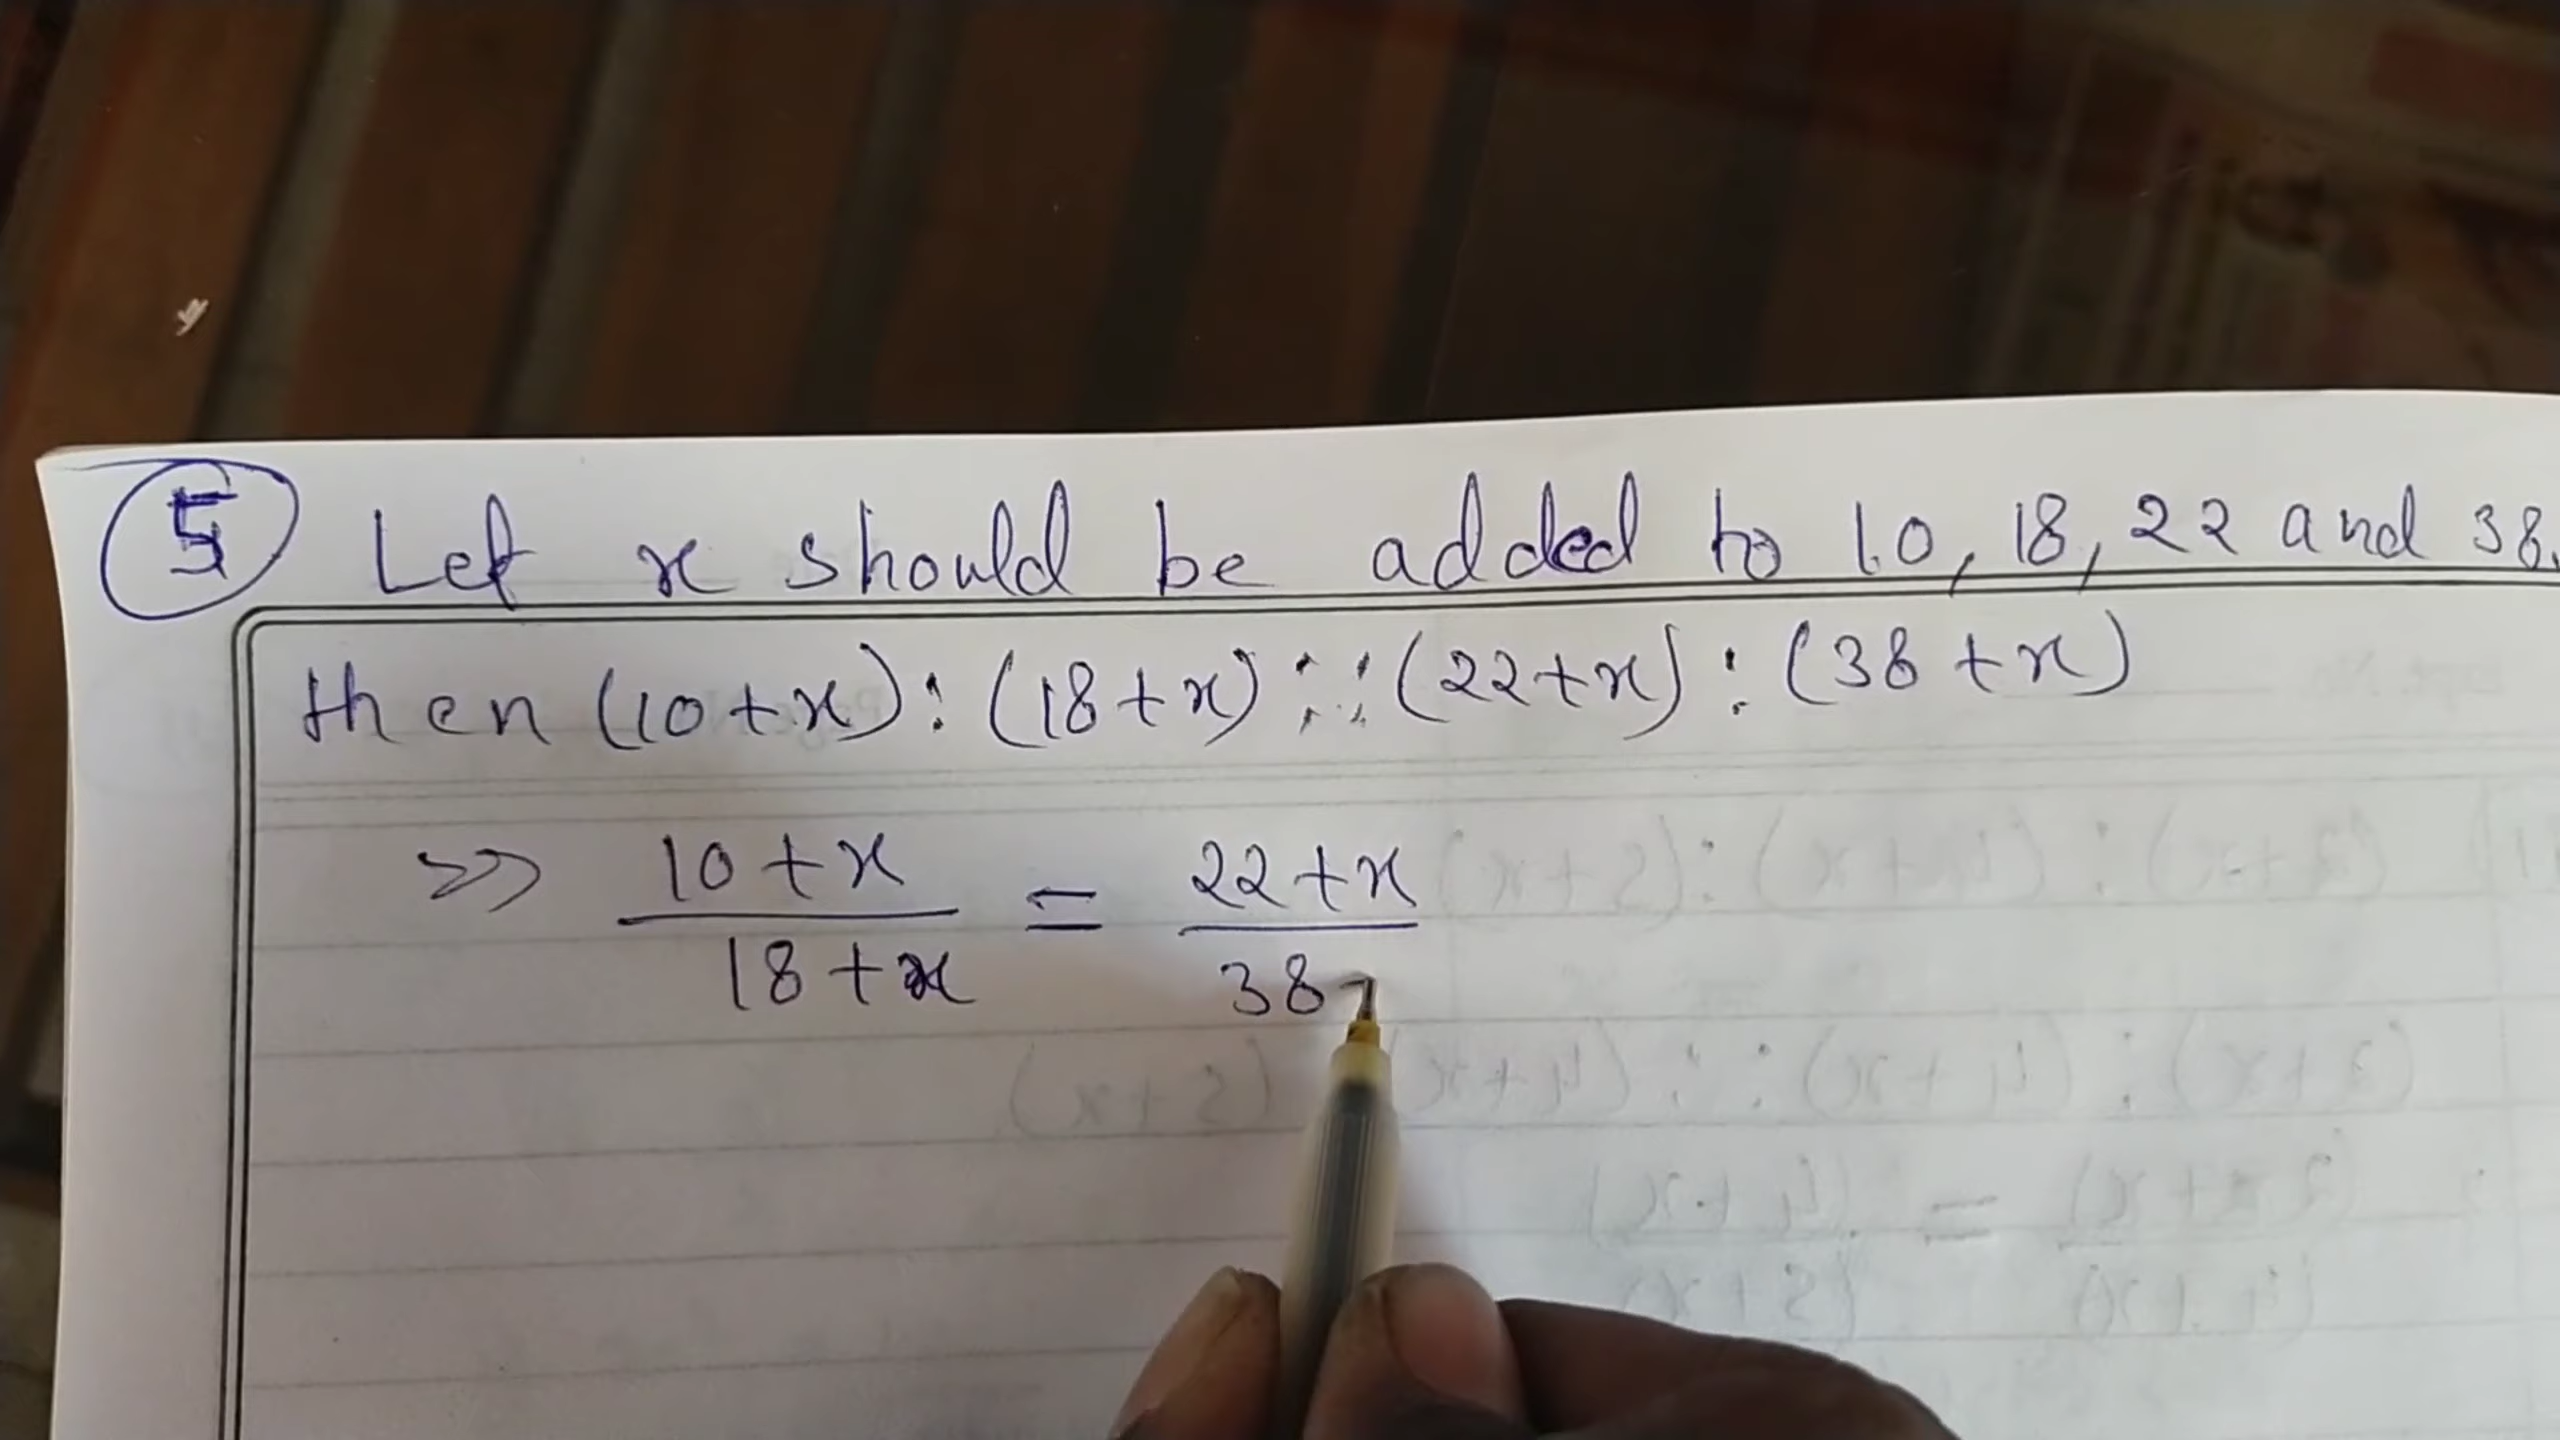 5 Let x should be added to 10, 18, 22 and 38.
then (10+x) : (18+x) :: (22+x) : (38+x)
>>> 10+x / 18+x = 22+x / 38